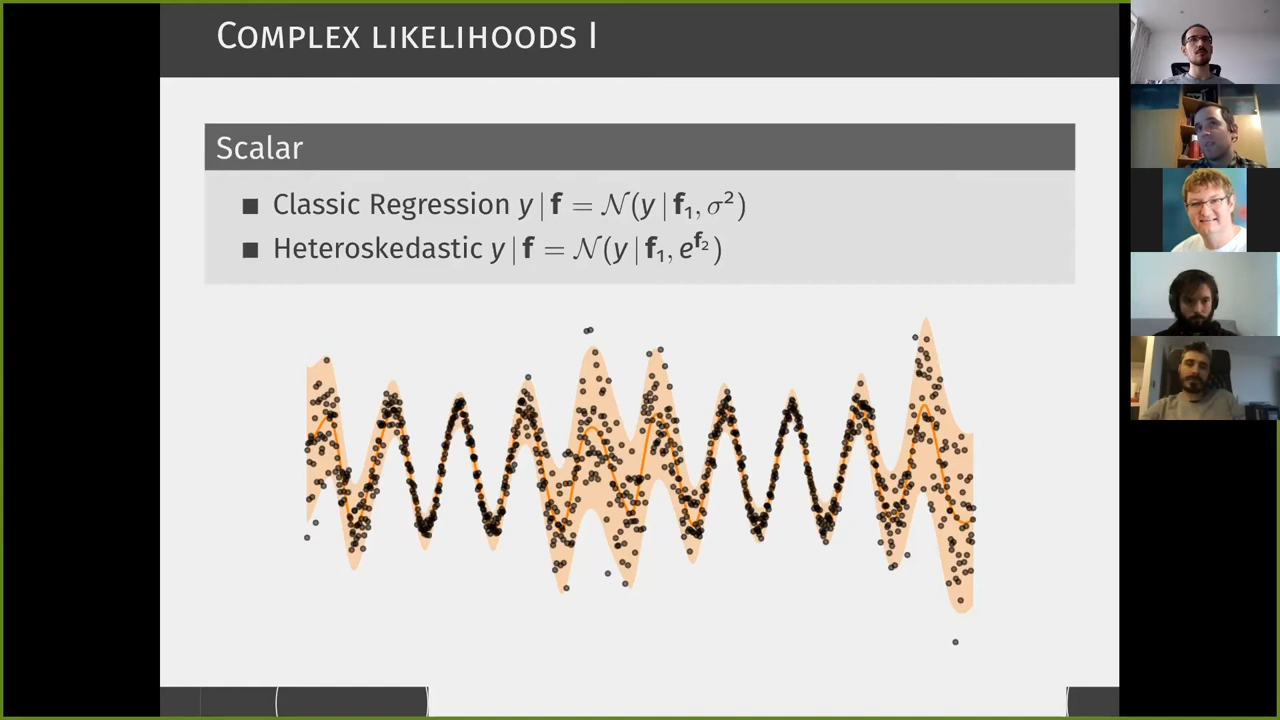 Complex likelihoods I
Scalar
■ Classic Regression y | f = 𝒩(y | f₁, σ²)
■ Heteroskedastic y | f = 𝒩(y | f₁, e^f₂)